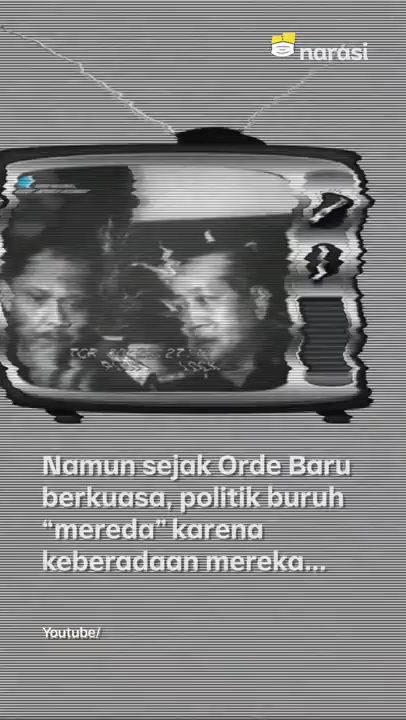 narasi
Namun sejak Orde Baru
berkuasa, politik buruh
“mereda” karena
keberadaan mereka...
Youtube/